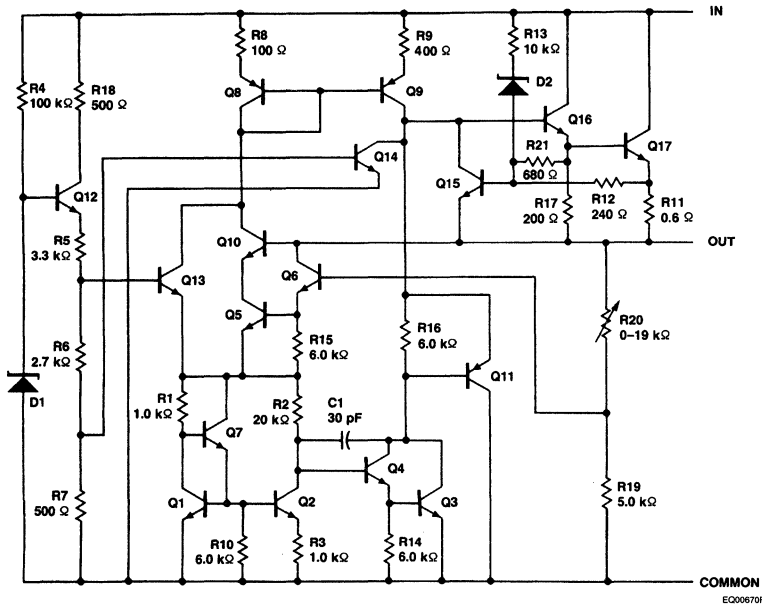 IN
R8
100 Ω
R9
400 Ω
R13
10 kΩ
R4
100 kΩ
R18
500 Ω
Q8
Q9
D2
Q16
Q17
R21
680 Ω
Q14
Q12
Q15
R12
240 Ω
R17
200 Ω
R11
0.6 Ω
R5
3.3 kΩ
Q10
OUT
Q13
Q6
Q5
R16
6.0 kΩ
R20
0–19 kΩ
R6
2.7 kΩ
R15
6.0 kΩ
Q11
D1
R1
1.0 kΩ
R2
20 kΩ
C1
30 pF
Q7
Q4
R7
500 Ω
Q1
Q2
Q3
R19
5.0 kΩ
R10
6.0 kΩ
R3
1.0 kΩ
R14
6.0 kΩ
COMMON